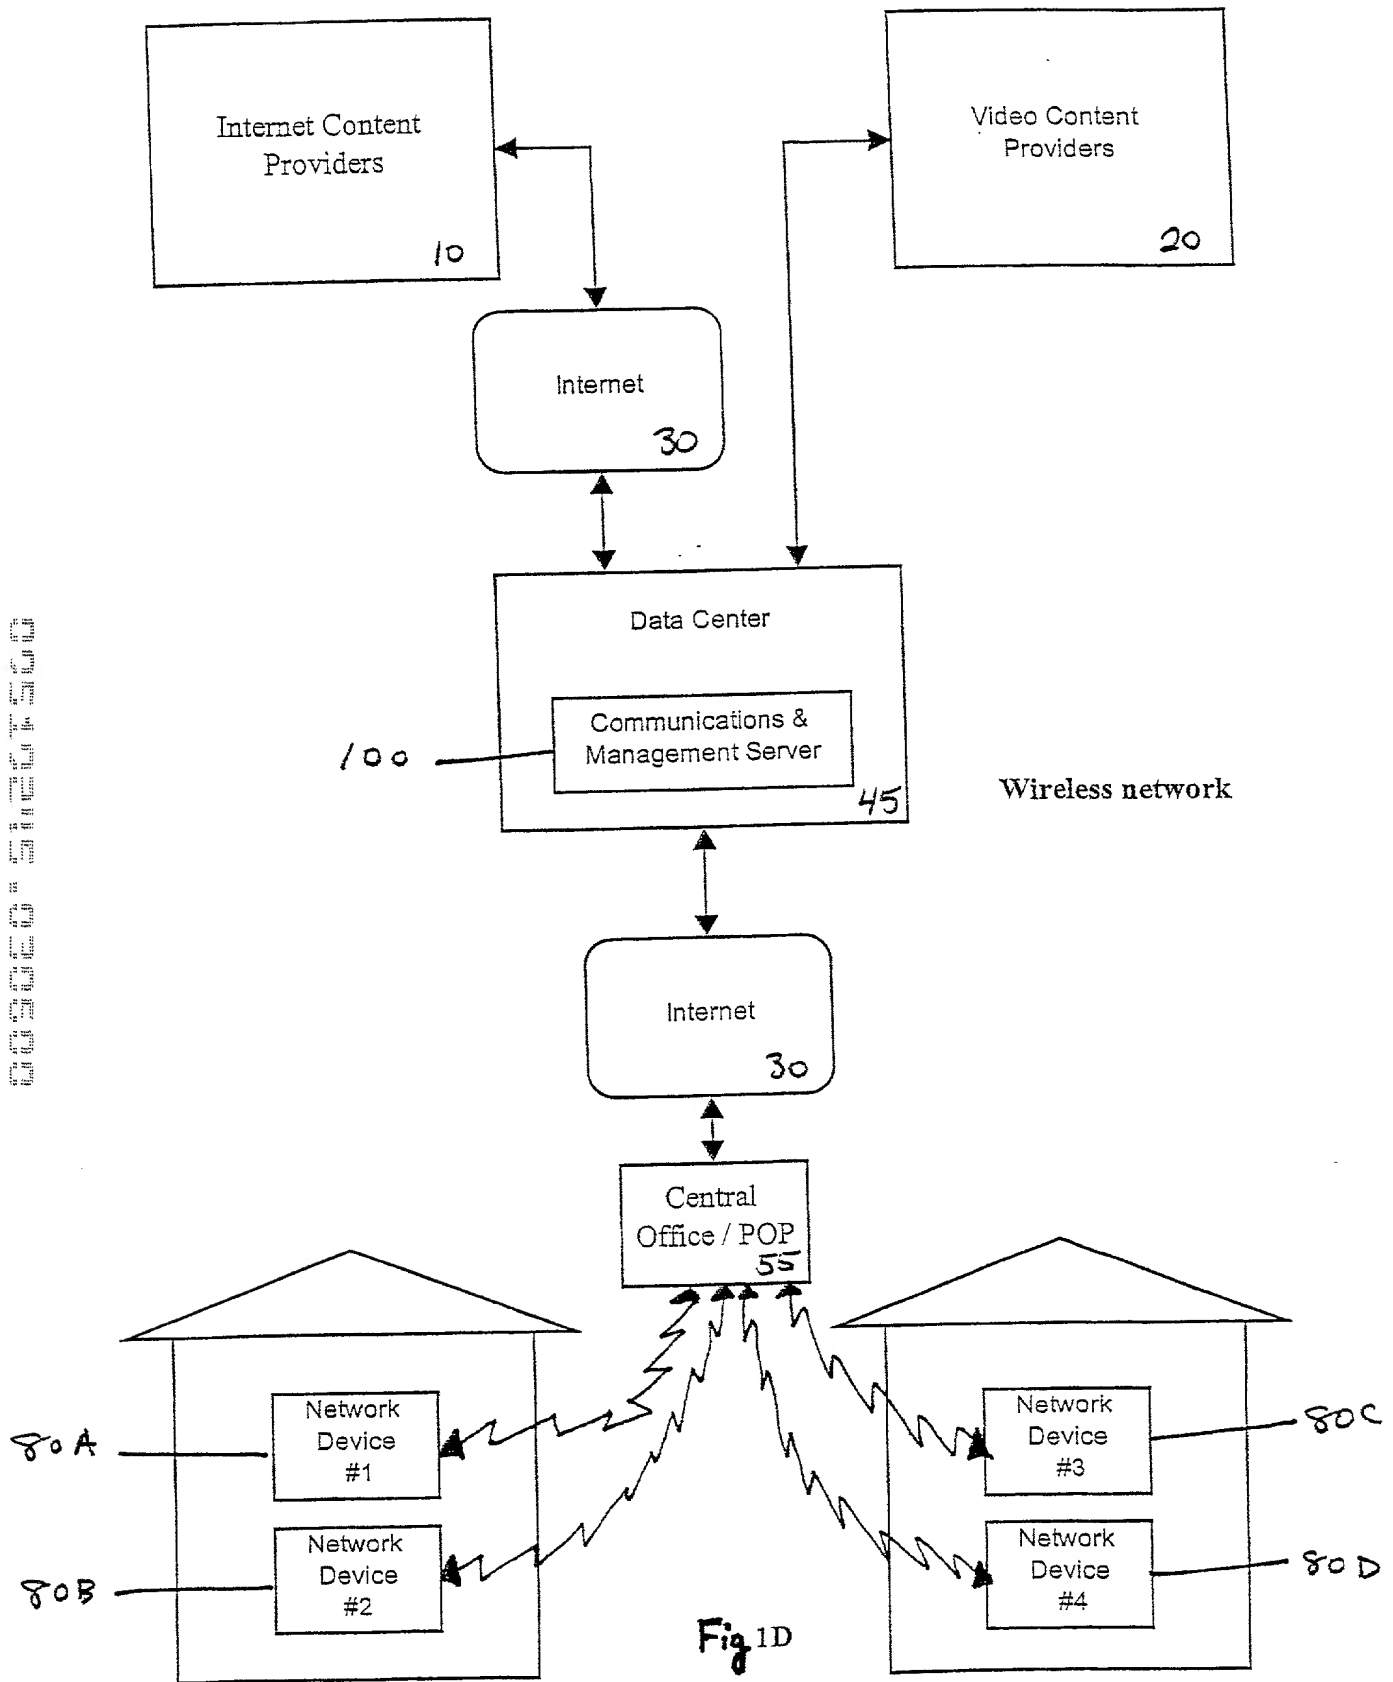 Internet Content
Providers
10
Video Content
Providers
20
Internet
30
Data Center
Communications &
Management Server
100
45
Wireless network
Internet
30
Central
Office / POP
55
Network
Device
#1
80A
Network
Device
#2
80B
Network
Device
#3
80C
Network
Device
#4
80D
Fig 1D